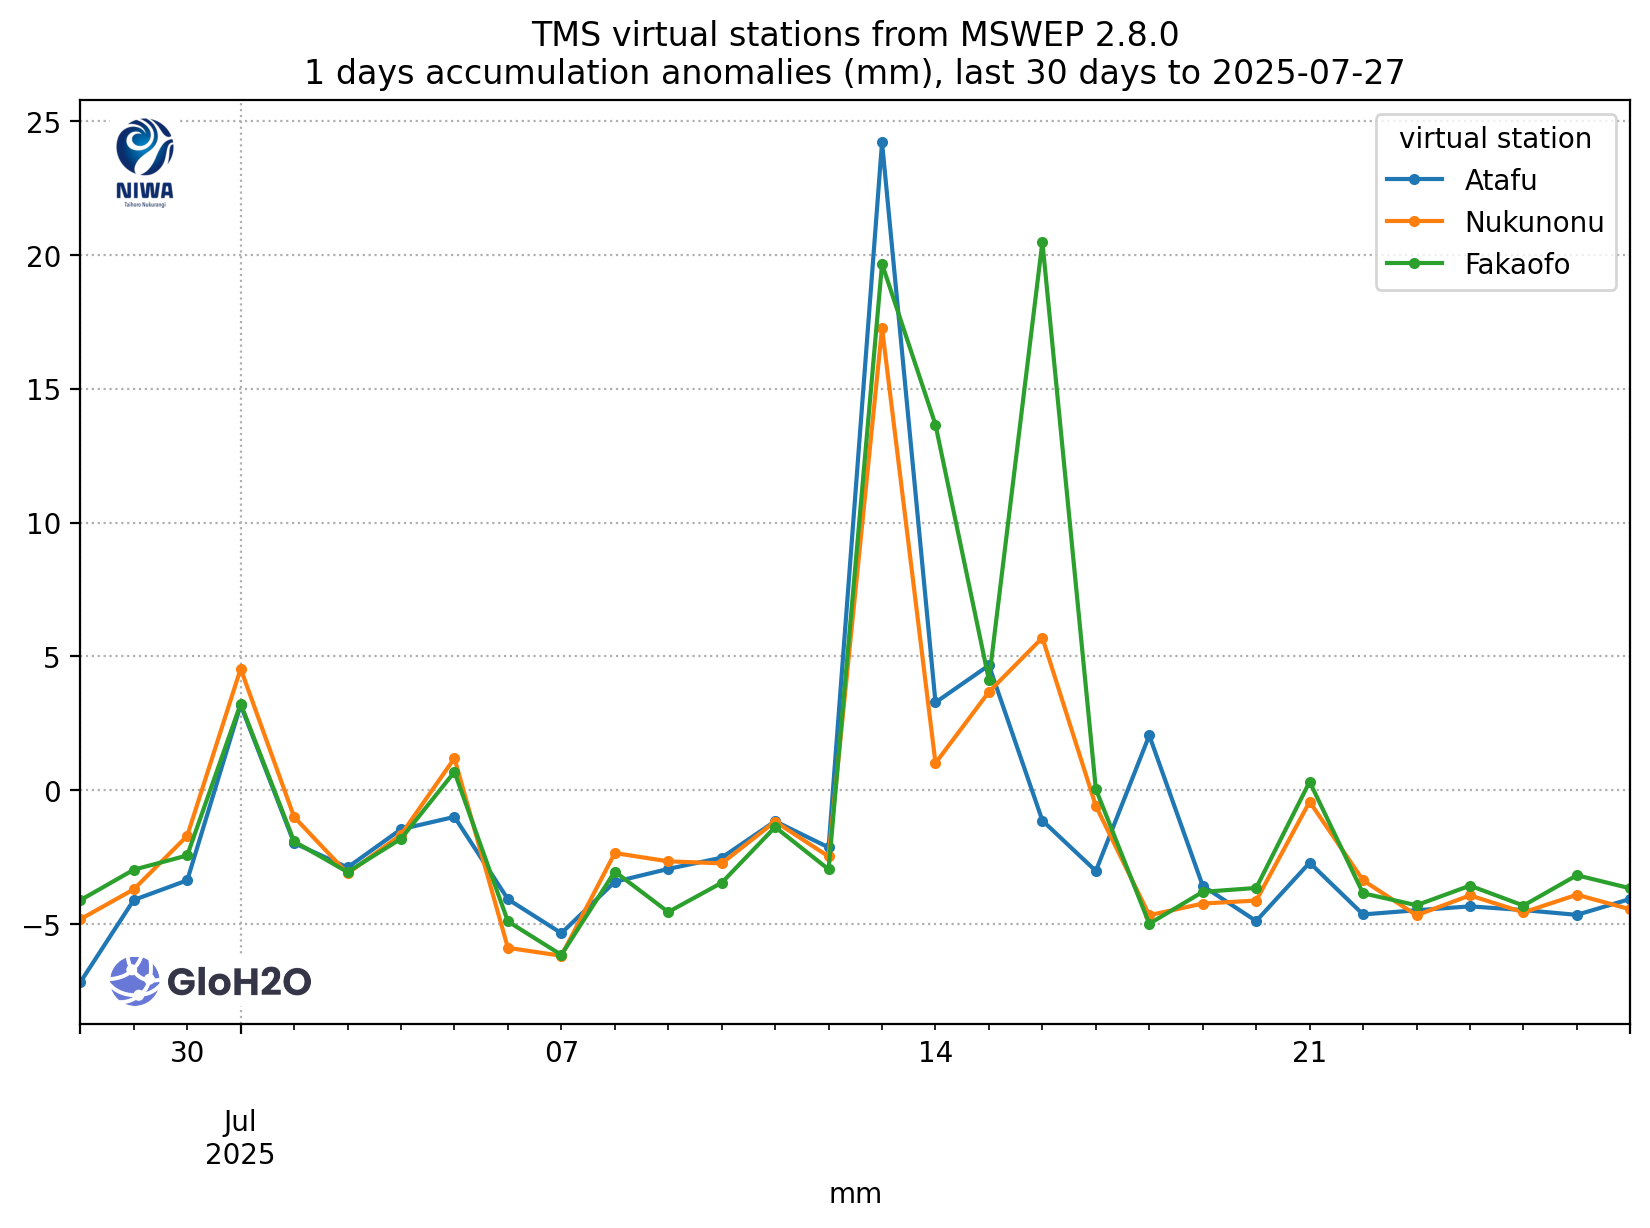 TMS virtual stations from MSWEP 2.8.0
1 days accumulation anomalies (mm), last 30 days to 2025-07-27
25
20
15
10
5
0
−5
NIWA
Taihoro Nukurangi
virtual station
Atafu
Nukunonu
Fakaofo
GloH2O
30
07
14
21
Jul
2025
mm